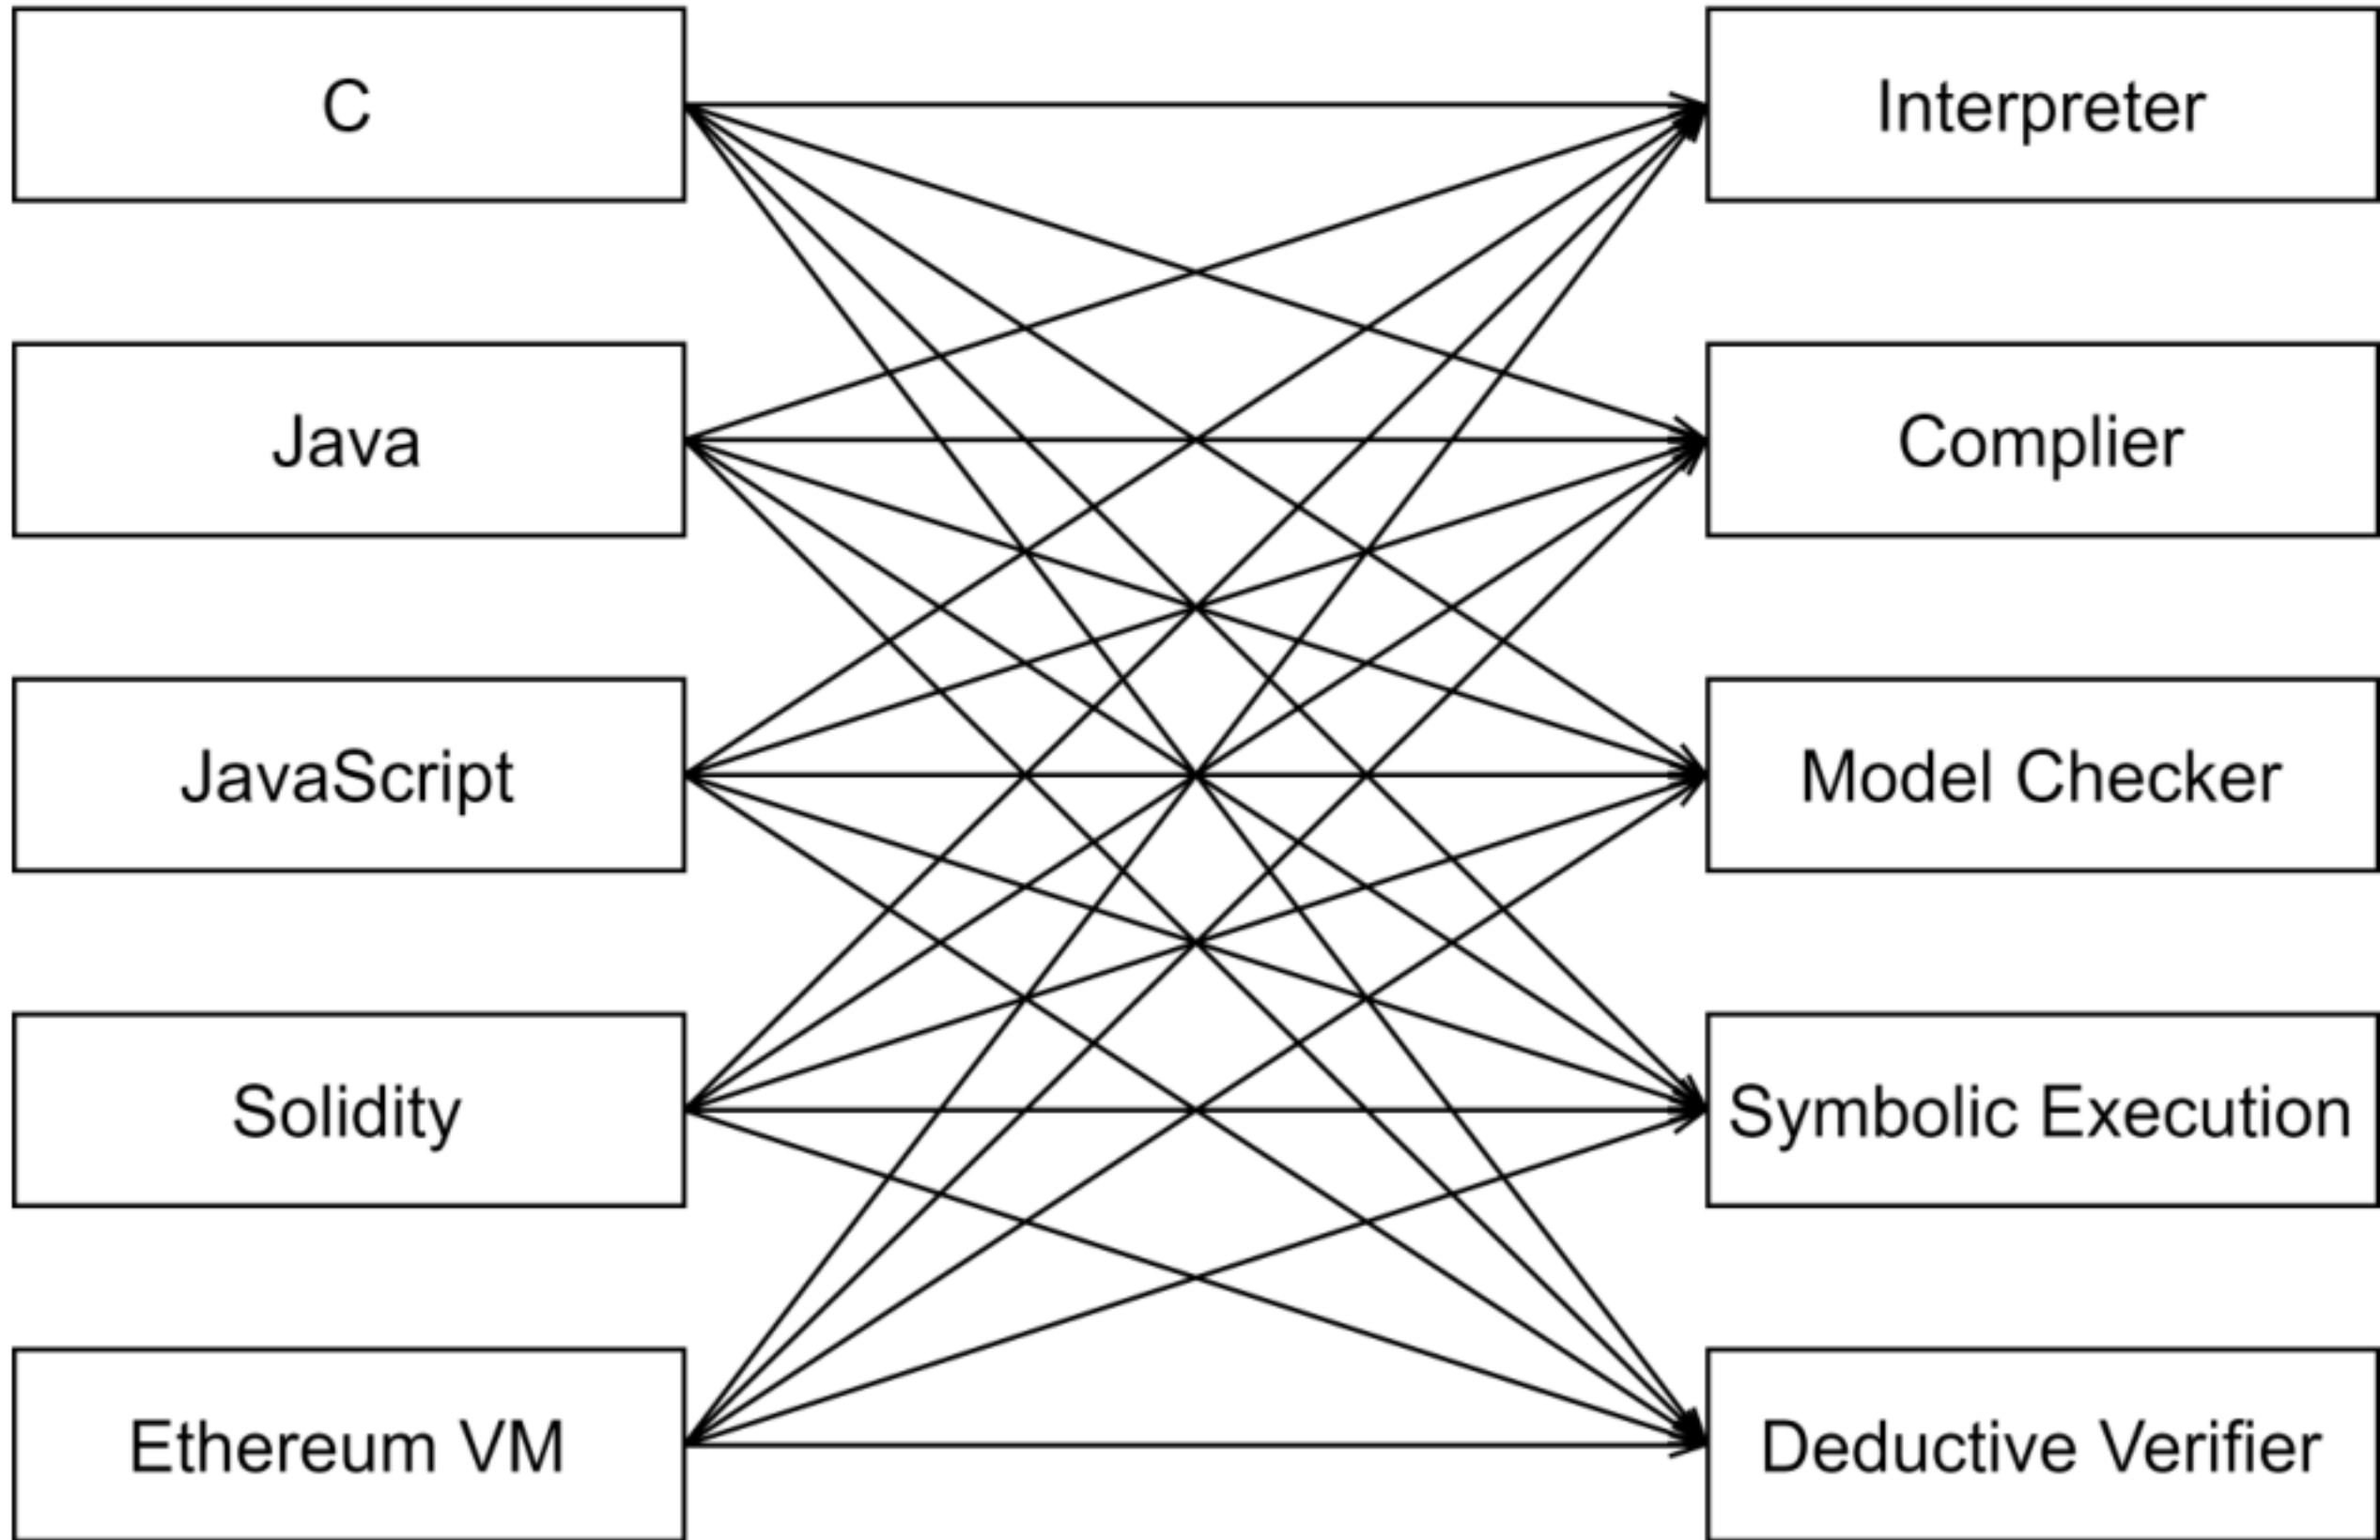 C
Interpreter
Java
Complier
JavaScript
Model Checker
Solidity
Symbolic Execution
Ethereum VM
Deductive Verifier